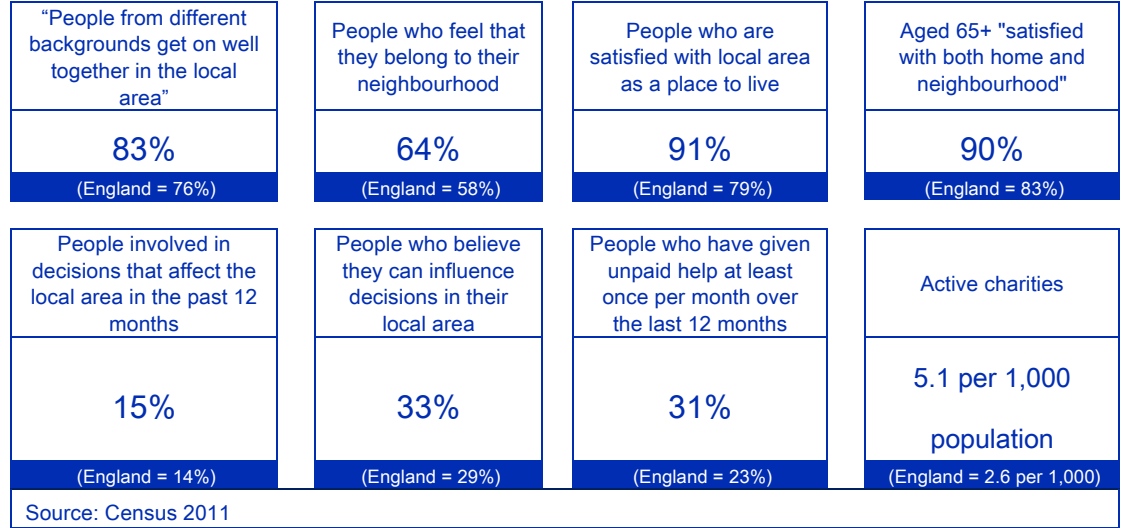 “People from different
backgrounds get on well
together in the local
area”
83%
(England = 76%)
People who feel that
they belong to their
neighbourhood
64%
(England = 58%)
People who are
satisfied with local area
as a place to live
91%
(England = 79%)
Aged 65+ "satisfied
with both home and
neighbourhood"
90%
(England = 83%)
People involved in
decisions that affect the
local area in the past 12
months
15%
(England = 14%)
People who believe
they can influence
decisions in their
local area
33%
(England = 29%)
People who have given
unpaid help at least
once per month over
the last 12 months
31%
(England = 23%)
Active charities
5.1 per 1,000
population
(England = 2.6 per 1,000)
Source: Census 2011